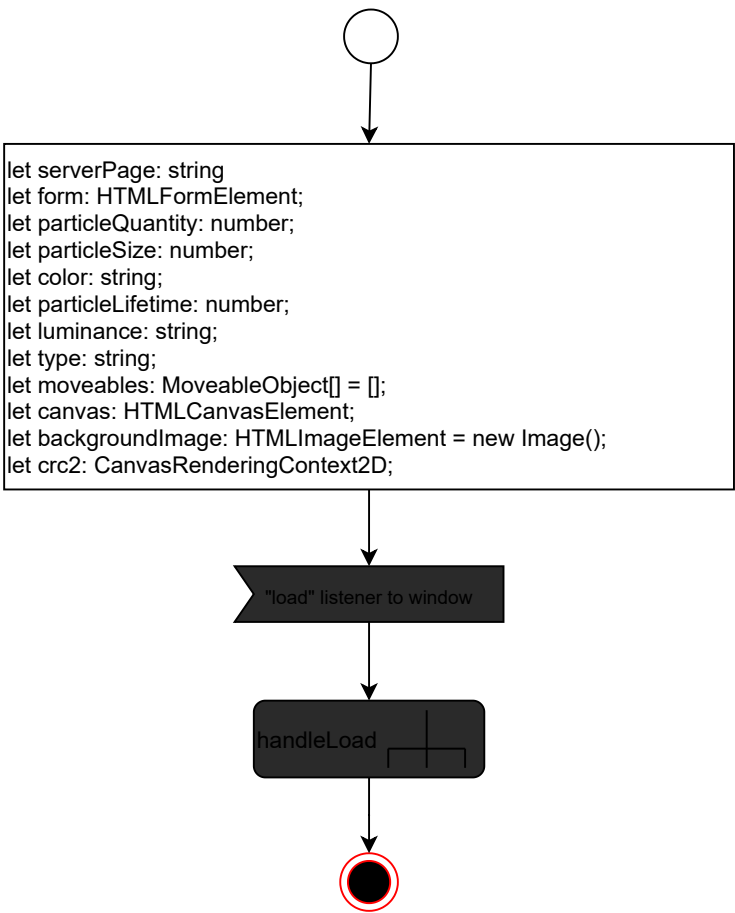 let serverPage: string
let form: HTMLFormElement;
let particleQuantity: number;
let particleSize: number;
let color: string;
let particleLifetime: number;
let luminance: string;
let type: string;
let moveables: MoveableObject[] = [];
let canvas: HTMLCanvasElement;
let backgroundImage: HTMLImageElement = new Image();
let crc2: CanvasRenderingContext2D;
"load" listener to window
handleLoad